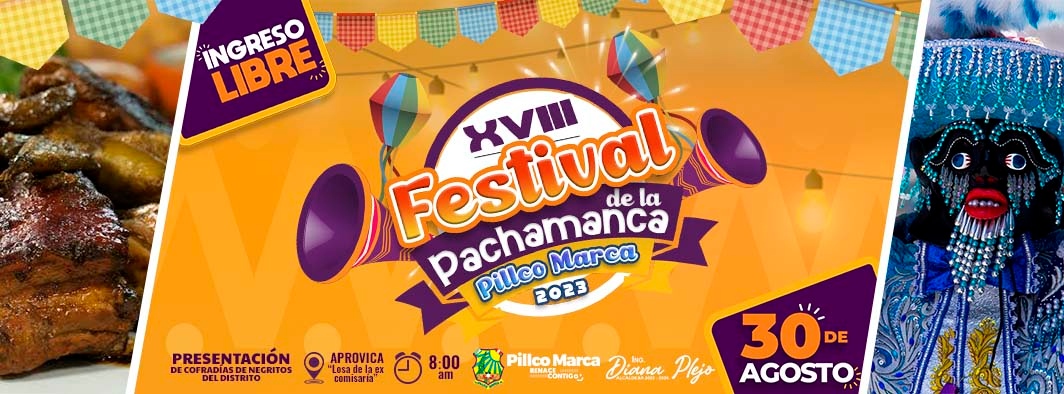 INGRESO
LIBRE
XVIII
Festival
de la
Pachamanca
Pillco Marca
2023
30 DE
AGOSTO
PRESENTACIÓN
DE COFRADÍAS DE NEGRITOS
DEL DISTRITO
APROVICA
"Losa de la ex
comisaría"
8:00
am
Pillco Marca
RENACE
CONTIGO
ING.
Diana Plejo